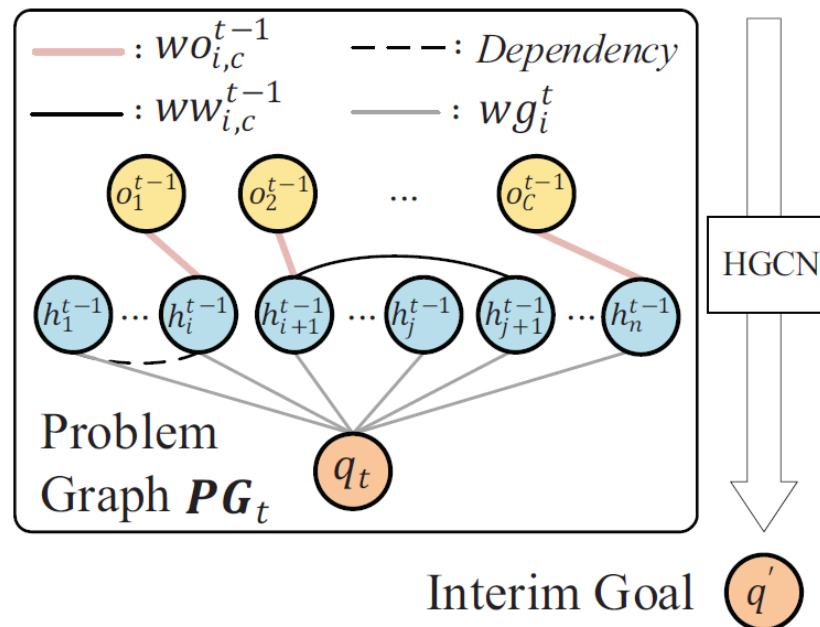 : wo_{i,c}^{t−1} : Dependency
: ww_{i,c}^{t−1} : wg_i^t
o_1^{t−1} o_2^{t−1} ... o_C^{t−1}
HGCN
h_1^{t−1} ... h_i^{t−1} h_{i+1}^{t−1} ... h_j^{t−1} h_{j+1}^{t−1} ... h_n^{t−1}
Problem
Graph PG_t
q_t
Interim Goal
q'